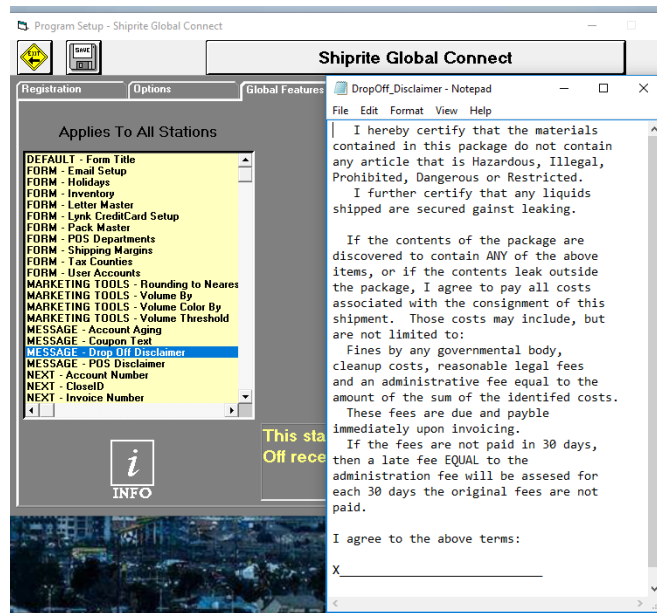 Program Setup - Shiprite Global Connect
EXIT
SAVE
Shiprite Global Connect
Registration
Options
Global Features
Applies To All Stations
DEFAULT - Form Title
FORM - Email Setup
FORM - Holidays
FORM - Inventory
FORM - Letter Master
FORM - Lynk CreditCard Setup
FORM - Pack Master
FORM - POS Departments
FORM - Shipping Margins
FORM - Tax Counties
FORM - User Accounts
MARKETING TOOLS - Rounding to Neares
MARKETING TOOLS - Volume By
MARKETING TOOLS - Volume Color By
MARKETING TOOLS - Volume Threshold
MESSAGE - Account Aging
MESSAGE - Coupon Text
MESSAGE - Drop Off Disclaimer
MESSAGE - POS Disclaimer
NEXT - Account Number
NEXT - CloseID
NEXT - Invoice Number
i
INFO
This sta
Off rece
DropOff_Disclaimer - Notepad
File Edit Format View Help
I hereby certify that the materials
contained in this package do not contain
any article that is Hazardous, Illegal,
Prohibited, Dangerous or Restricted.
I further certify that any liquids
shipped are secured gainst leaking.
If the contents of the package are
discovered to contain ANY of the above
items, or if the contents leak outside
the package, I agree to pay all costs
associated with the consignment of this
shipment. Those costs may include, but
are not limited to:
Fines by any governmental body,
cleanup costs, reasonable legal fees
and an administrative fee equal to the
amount of the sum of the identifed costs.
These fees are due and payble
immediately upon invoicing.
If the fees are not paid in 30 days,
then a late fee EQUAL to the
administration fee will be assesed for
each 30 days the original fees are not
paid.
I agree to the above terms:
X__________________________